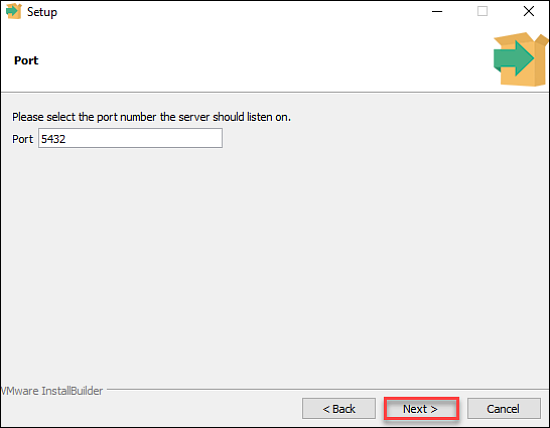 Setup
Port
Please select the port number the server should listen on.
Port 5432
VMware InstallBuilder
< Back Next > Cancel